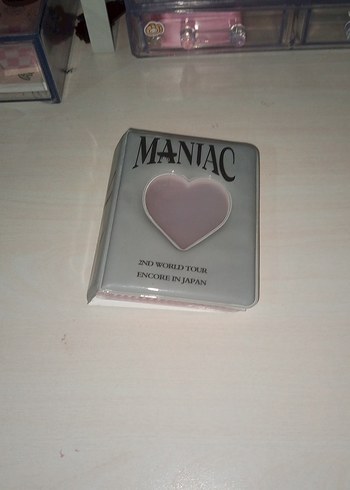 MANIAC
2ND WORLD TOUR
ENCORE IN JAPAN